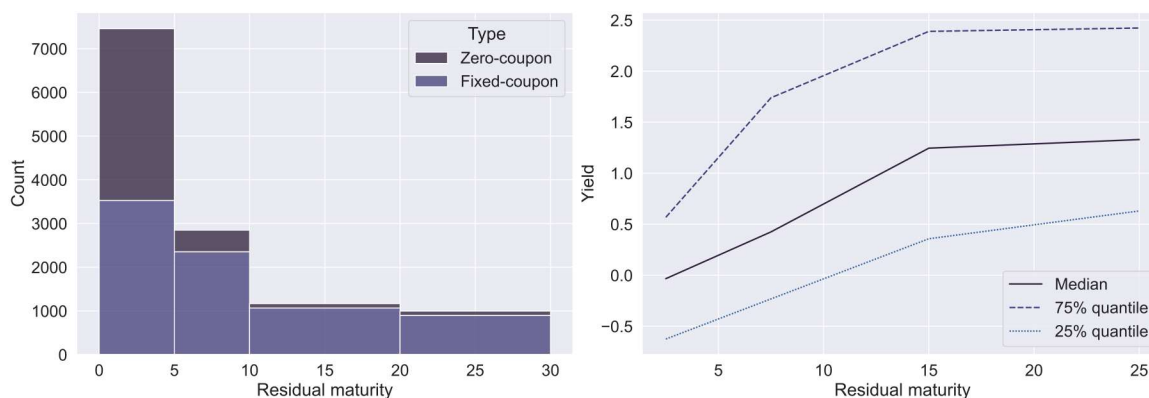 Type
Zero-coupon
Fixed-coupon
Count
7000
6000
5000
4000
3000
2000
1000
0
0 5 10 15 20 25 30
Residual maturity
Yield
2.5
2.0
1.5
1.0
0.5
0.0
−0.5
Median
75% quantile
25% quantile
5 10 15 20 25
Residual maturity